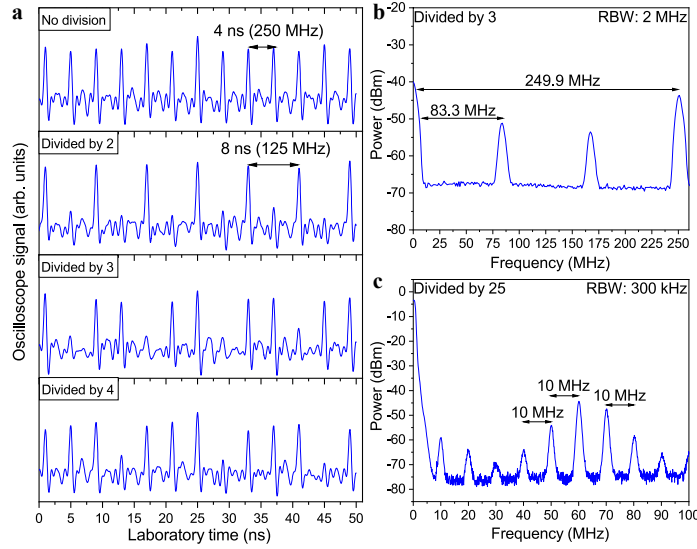 a
No division
4 ns (250 MHz)
Divided by 2
8 ns (125 MHz)
Divided by 3
Divided by 4
Oscilloscope signal (arb. units)
0 5 10 15 20 25 30 35 40 45 50
Laboratory time (ns)
b
Divided by 3
RBW: 2 MHz
249.9 MHz
83.3 MHz
-20
-30
-40
-50
-60
-70
-80
Power (dBm)
0 25 50 75 100 125 150 175 200 225 250
Frequency (MHz)
c
Divided by 25
RBW: 300 kHz
10 MHz
10 MHz
10 MHz
0
-10
-20
-30
-40
-50
-60
-70
-80
Power (dBm)
0 10 20 30 40 50 60 70 80 90 100
Frequency (MHz)